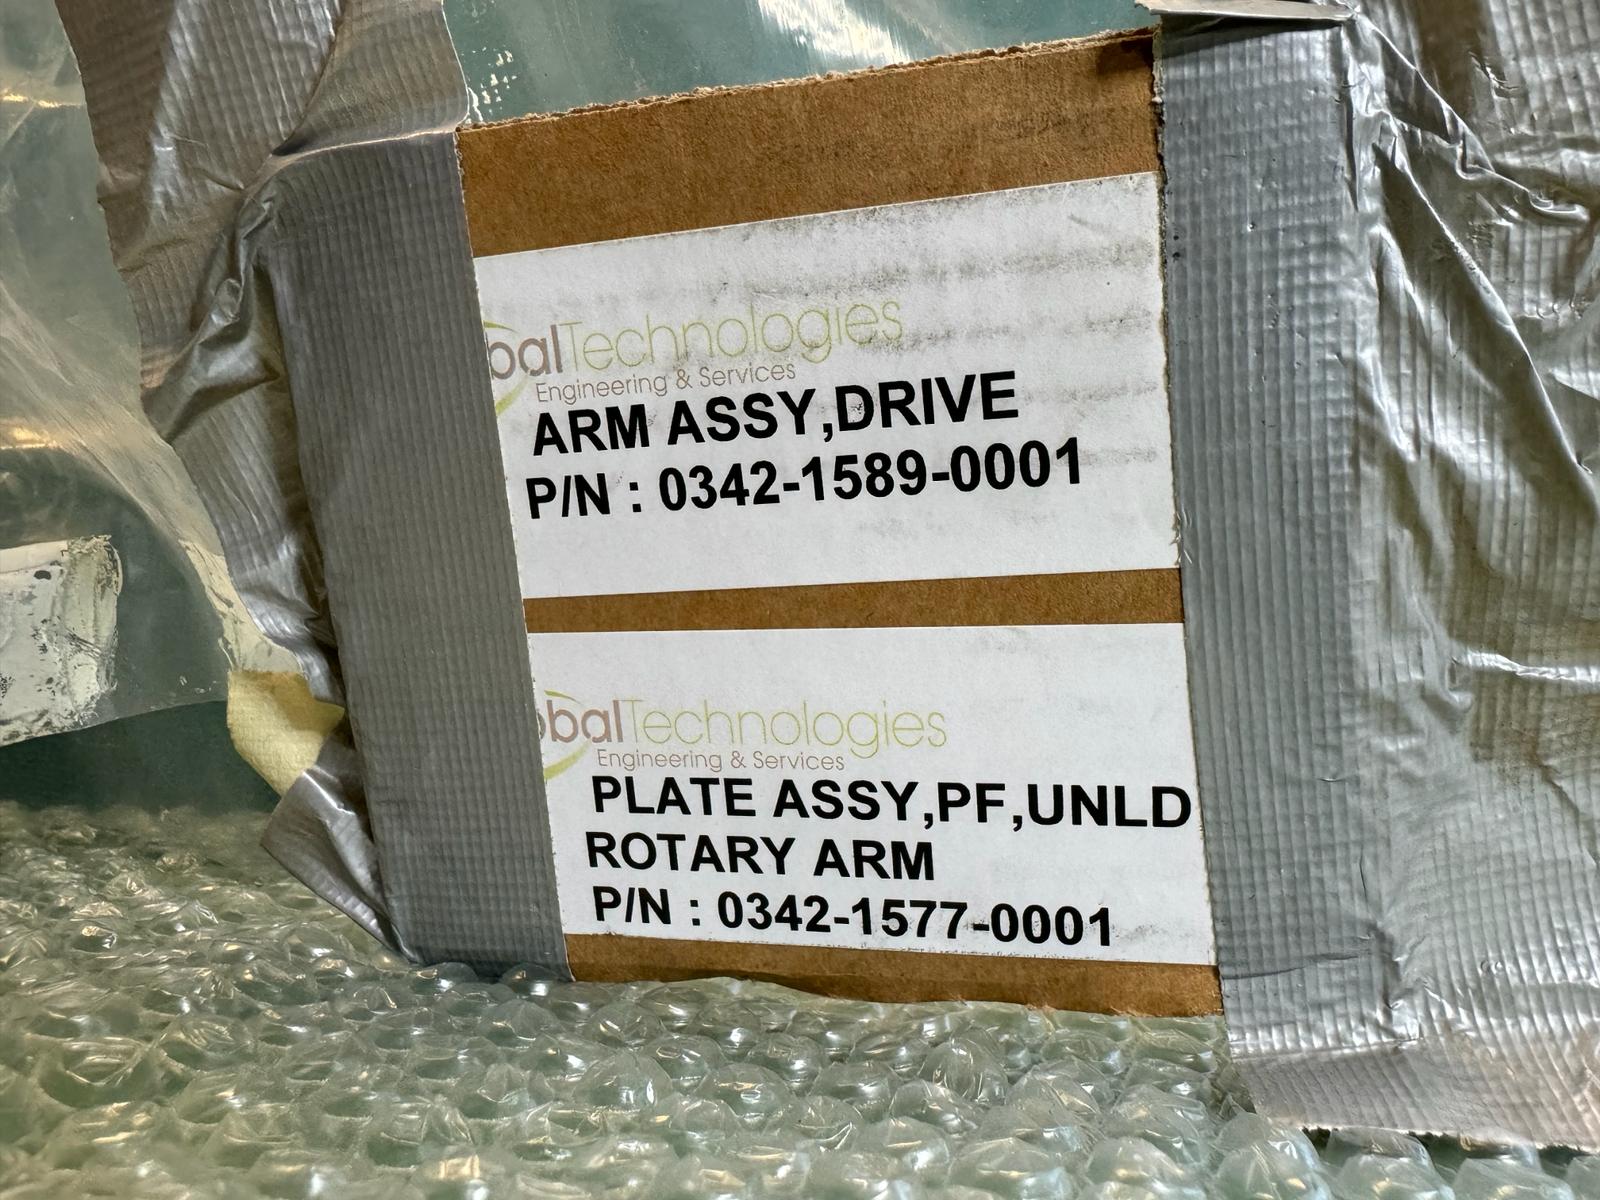 balTechnologies
Engineering & Services
ARM ASSY,DRIVE
P/N : 0342-1589-0001
obalTechnologies
Engineering & Services
PLATE ASSY,PF,UNLD
ROTARY ARM
P/N : 0342-1577-0001